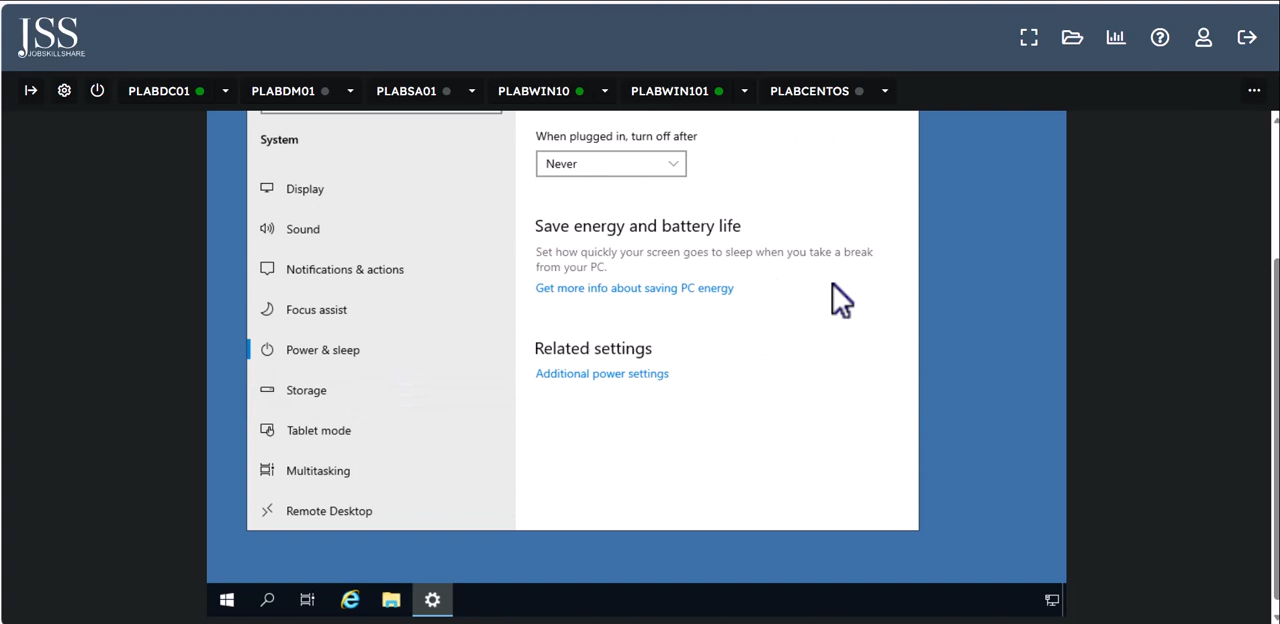 JSS
JOBSKILLSHARE
PLABDC01
PLABDM01
PLABSA01
PLABWIN10
PLABWIN101
PLABCENTOS
System
Display
Sound
Notifications & actions
Focus assist
Power & sleep
Storage
Tablet mode
Multitasking
Remote Desktop
When plugged in, turn off after
Never
Save energy and battery life
Set how quickly your screen goes to sleep when you take a break
from your PC.
Get more info about saving PC energy
Related settings
Additional power settings